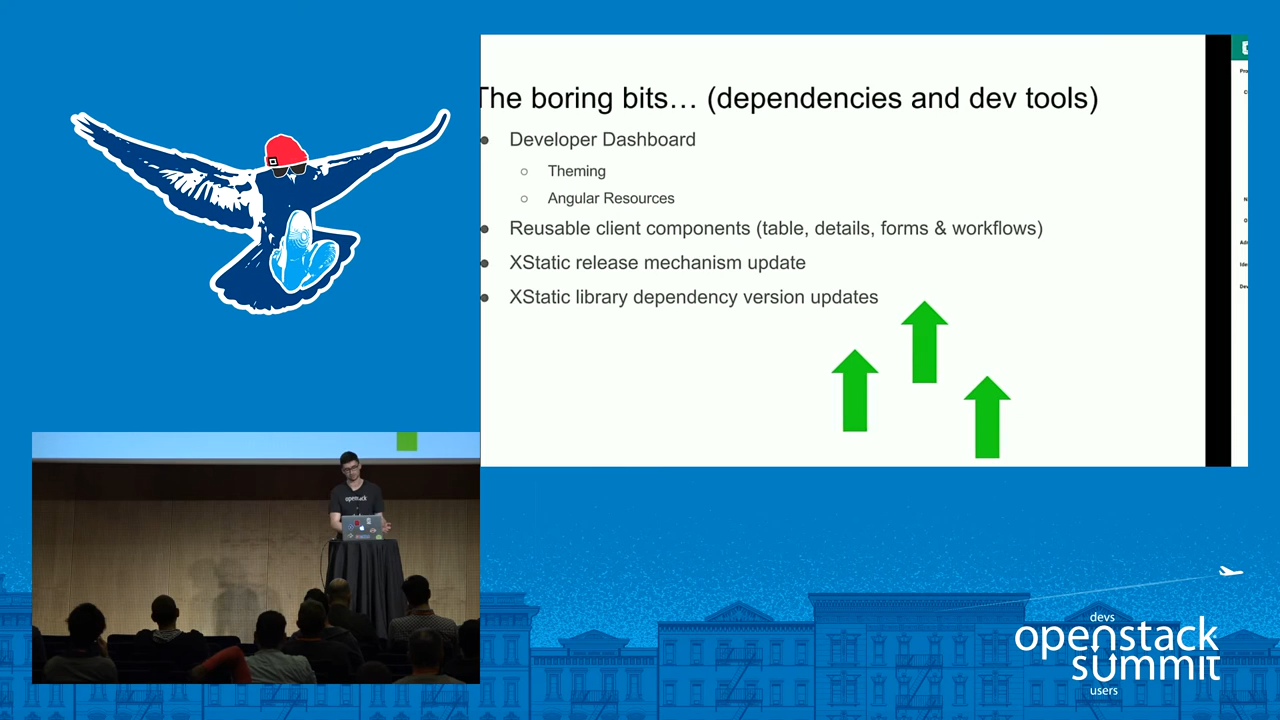 The boring bits… (dependencies and dev tools)
Developer Dashboard
Theming
Angular Resources
Reusable client components (table, details, forms & workflows)
XStatic release mechanism update
XStatic library dependency version updates
openstack
devs
openstack
summit
users